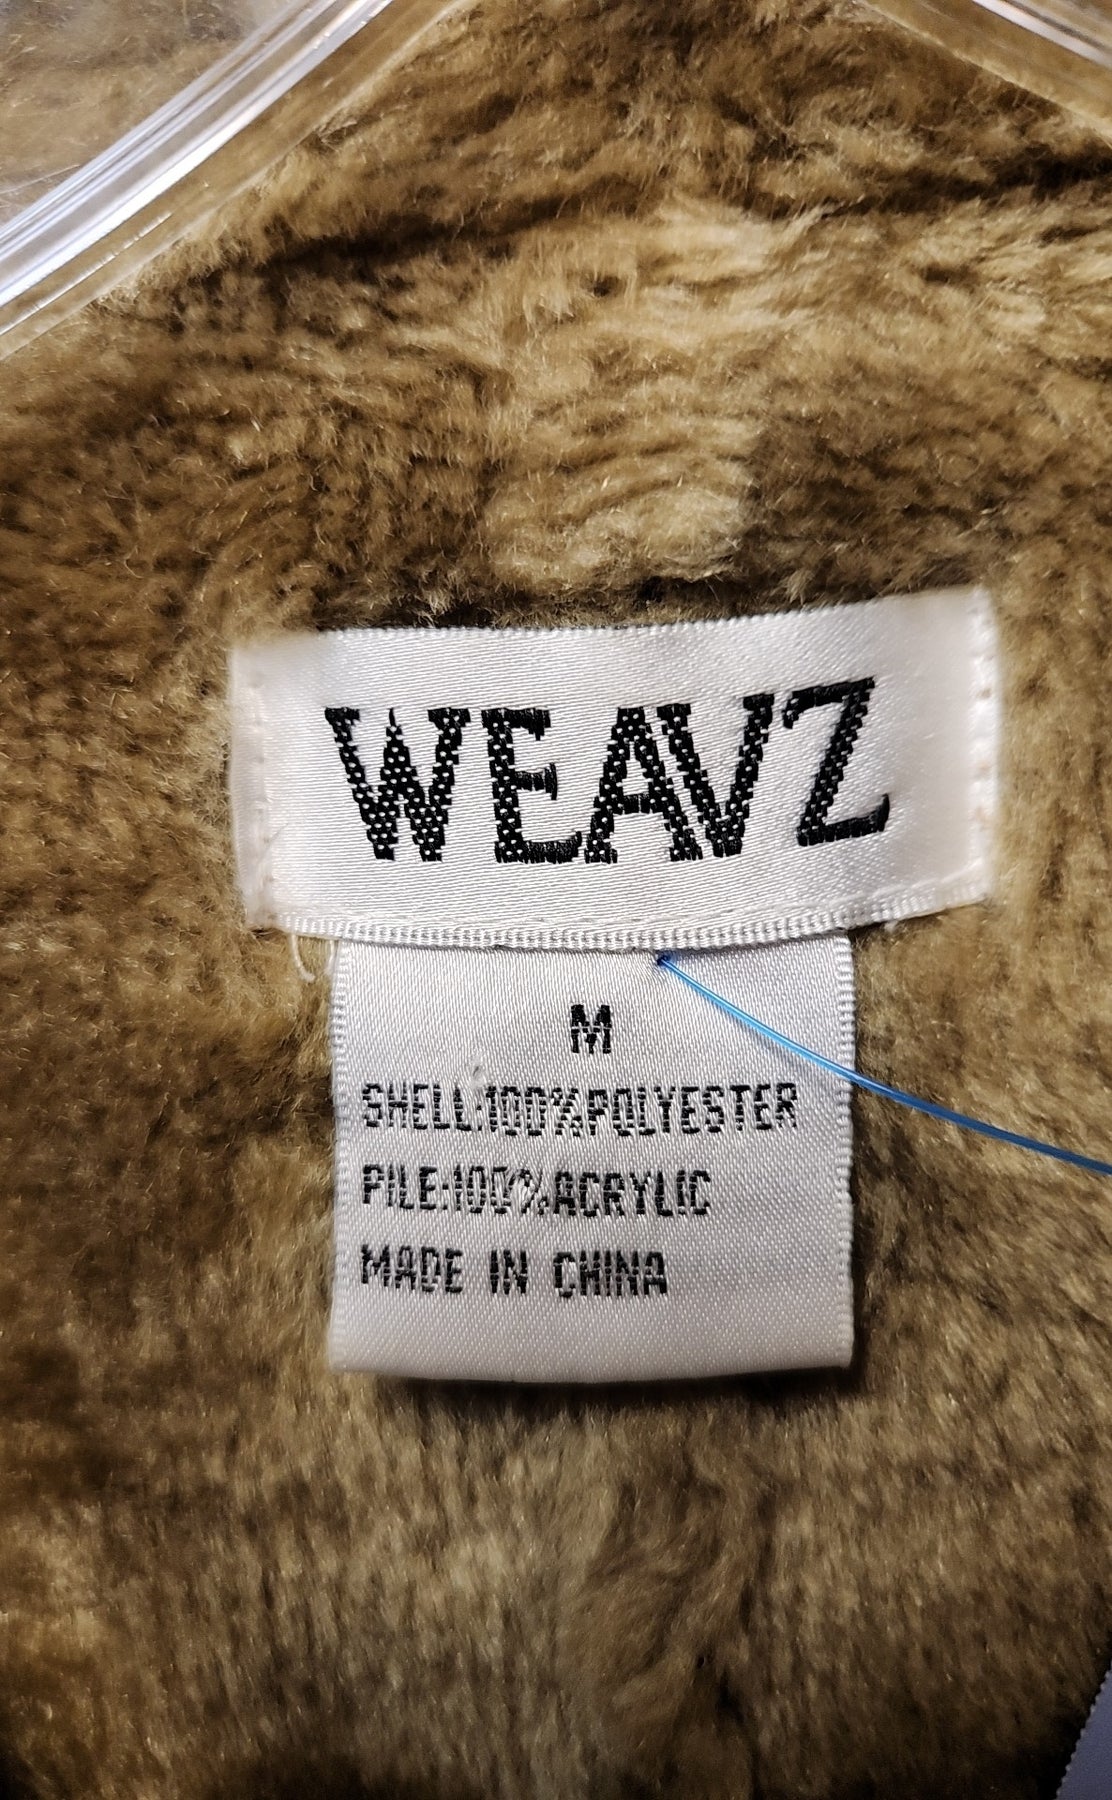 WEAVZ
M
SHELL:100%POLYESTER
PILE:100%ACRYLIC
MADE IN CHINA